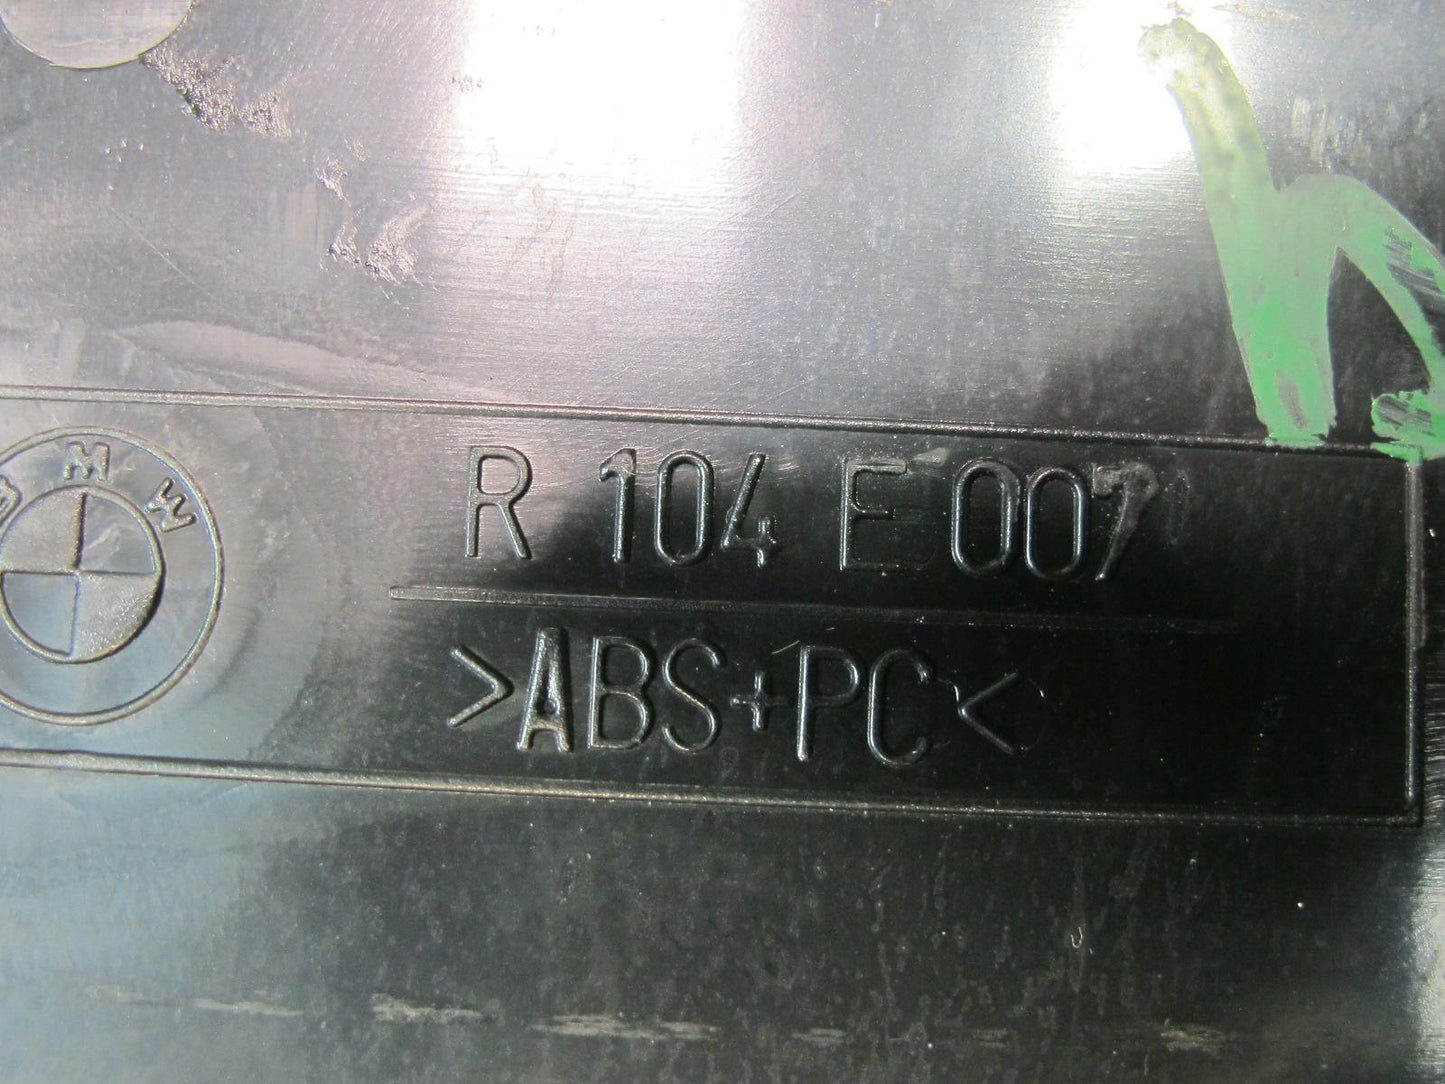 BMW
R 104 E 007
>ABS+PC<